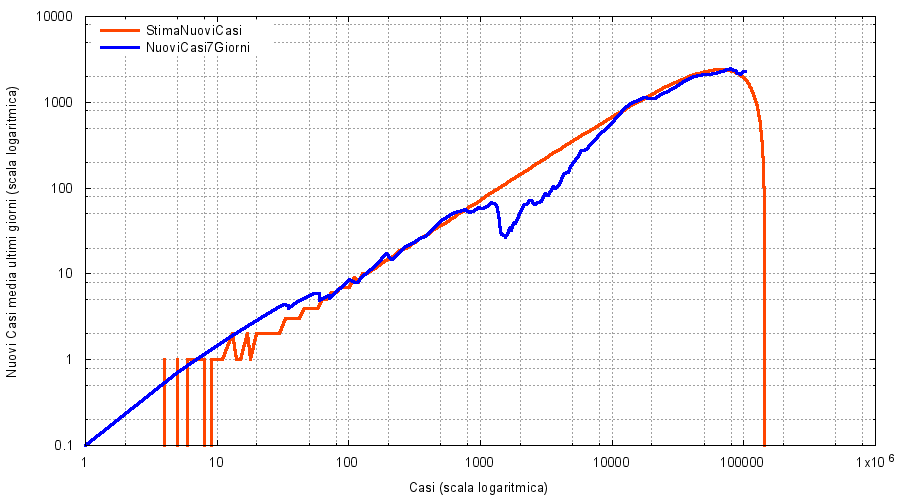 10000
1000
100
10
1
0.1
StimaNuoviCasi
NuoviCasi7Giorni
Nuovi Casi media ultimi giorni (scala logaritmica)
1 10 100 1000 10000 100000 1x10 6
Casi (scala logaritmica)